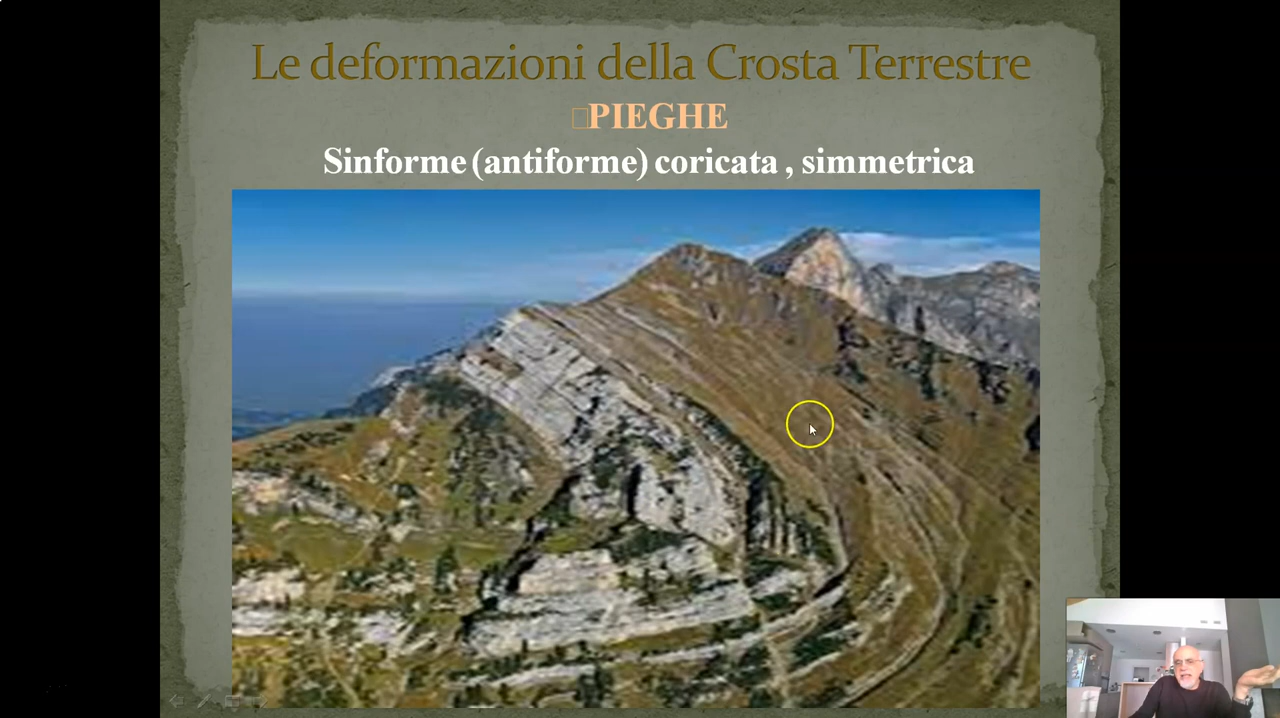 Le deformazioni della Crosta Terrestre
PIEGHE
Sinforme (antiforme) coricata , simmetrica